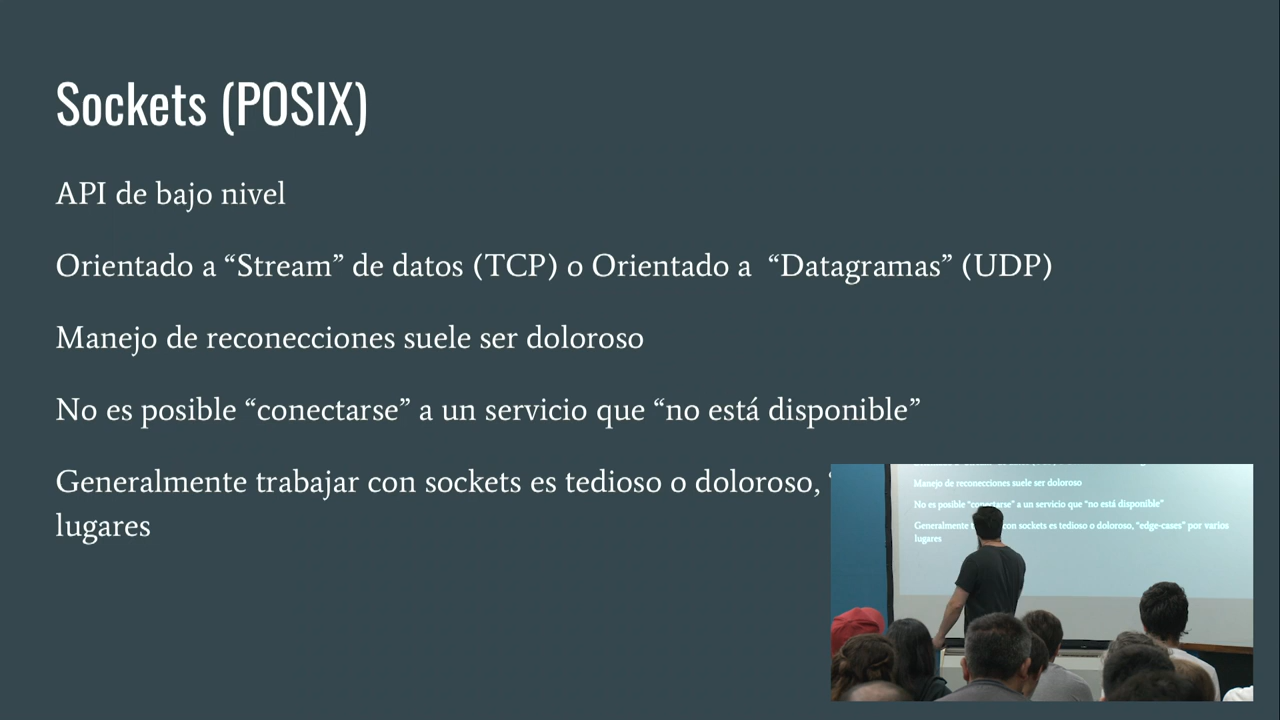 Sockets (POSIX)
API de bajo nivel
Orientado a “Stream” de datos (TCP) o Orientado a  “Datagramas” (UDP)
Manejo de reconecciones suele ser doloroso
No es posible “conectarse” a un servicio que “no está disponible”
Generalmente trabajar con sockets es tedioso o doloroso, “
lugares
Manejo de reconecciones suele ser doloroso
No es posible “conectarse” a un servicio que “no está disponible”
Generalmente con sockets es tedioso o doloroso, “edge-cases” por varios
lugares